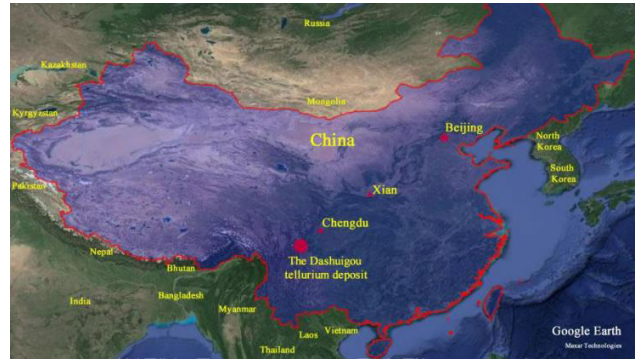 Russia
Kazakhstan
Mongolia
Kyrgyzstan
China
Beijing
North
Korea
South
Korea
Xian
Pakistan
Chengdu
Nepal
The Dashuigou
tellurium deposit
Bhutan
India
Bangladesh
Myanmar
Laos
Vietnam
Thailand
Google Earth
Maxar Technologies